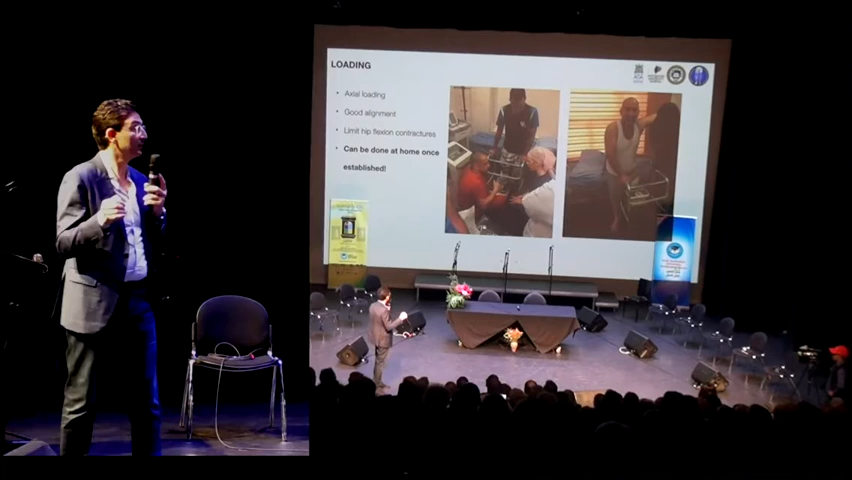 LOADING
• Axial loading
• Good alignment
• Limit hip flexion contractures
• Can be done at home once
established!